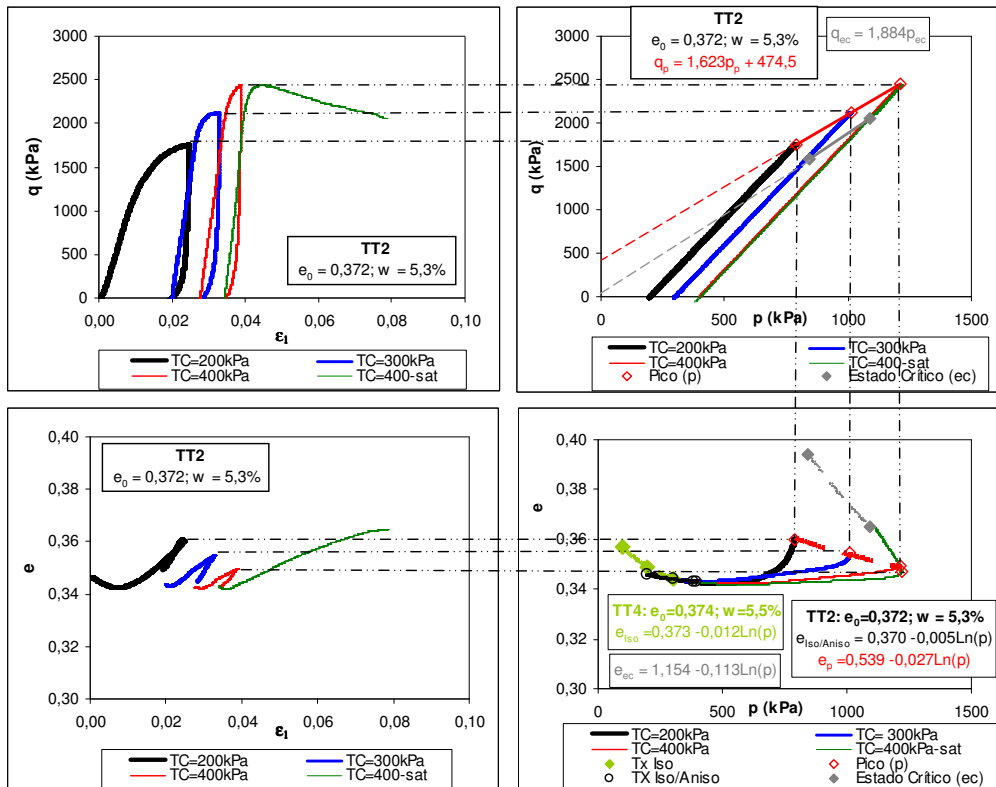 3000
2500
2000
1500
1000
500
0
q (kPa)
0,00
0,02
0,04
0,06
0,08
0,10
ε₁
TT2
e₀ = 0,372; w = 5,3%
TC=200kPa
TC=300kPa
TC=400kPa
TC=400-sat
TT2
e₀ = 0,372; w = 5,3%
qₚ = 1,623pₚ + 474,5
q_ec = 1,884p_ec
3000
2500
2000
1500
1000
500
0
q (kPa)
0
500
1000
1500
p (kPa)
TC=200kPa
TC=300kPa
TC=400kPa
TC=400-sat
Pico (p)
Estado Crítico (ec)
0,40
0,38
0,36
0,34
0,32
0,30
e
0,00
0,02
0,04
0,06
0,08
0,10
ε₁
TT2
e₀ = 0,372; w = 5,3%
TC=200kPa
TC=300kPa
TC=400kPa
TC=400-sat
0,40
0,38
0,36
0,34
0,32
0,30
e
TT4: e₀=0,374; w=5,5%
e_Iso =0,373 -0,012Ln(p)
e_ec = 1,154 -0,113Ln(p)
TT2: e₀=0,372; w = 5,3%
e_Iso/Aniso = 0,370 -0,005Ln(p)
eₚ =0,539 -0,027Ln(p)
0
500
1000
1500
p (kPa)
TC=200kPa
TC= 300kPa
TC=400kPa
TC=400kPa-sat
Tx Iso
Pico (p)
TX Iso/Aniso
Estado Crítico (ec)